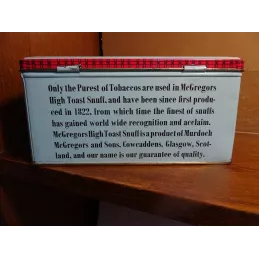 Only the Purest of Tobaccos are used in McGregors
High Toast Snuff, and have been since first produ-
ced in 1822, from which time the finest of snuffs
has gained world wide recognition and acclaim.
McGregors High Toast Snuff is a product of Murdoch
McGregors and Sons, Cowcaddens, Glasgow, Scot-
land, and our name is our guarantee of quality.